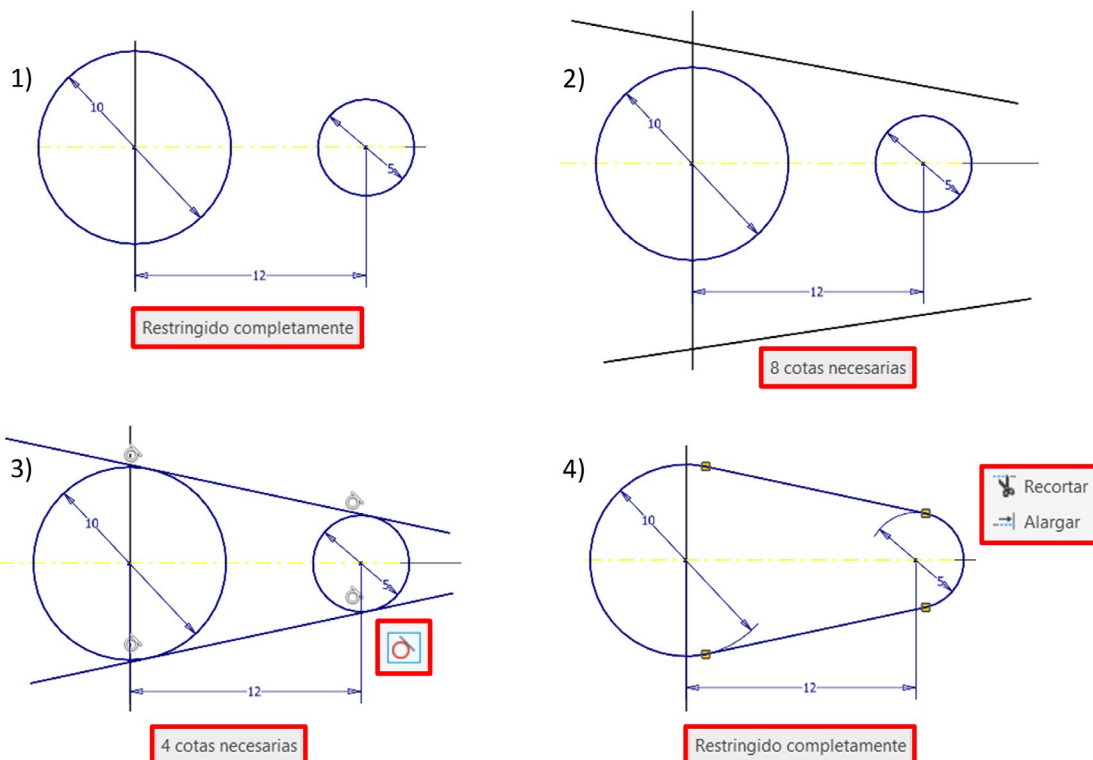 1)
10
5
12
Restringido completamente
2)
10
5
12
8 cotas necesarias
3)
10
5
12
4 cotas necesarias
4)
10
5
12
Recortar
Alargar
Restringido completamente